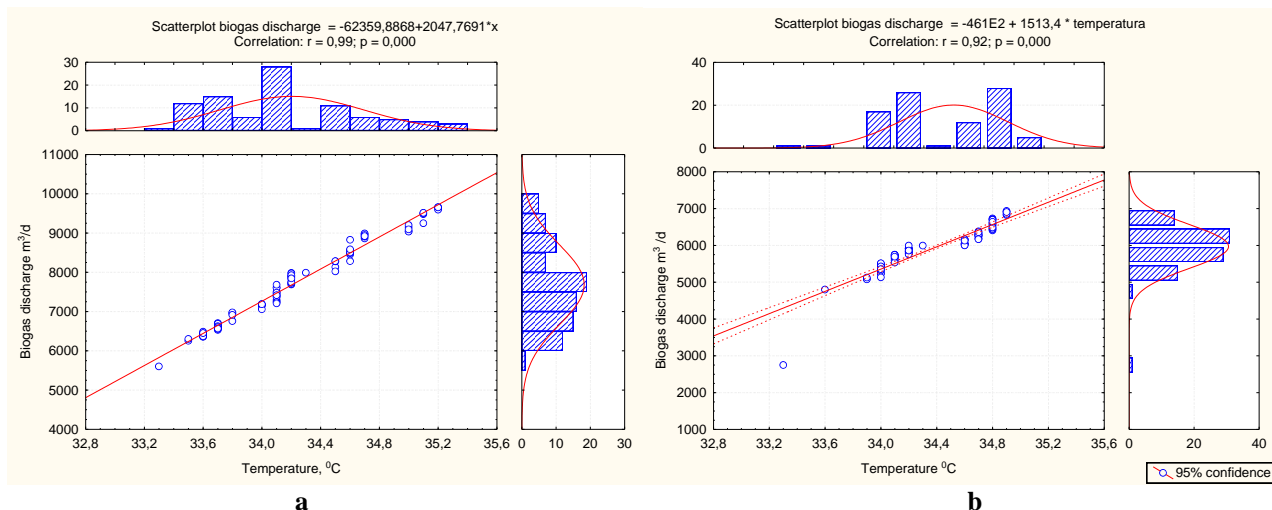 Scatterplot biogas discharge = -62359,8868+2047,7691*x
Correlation: r = 0,99; p = 0,000
30
20
10
0
32,8 33,2 33,6 34,0 34,4 34,8 35,2 35,6
Temperature, ⁰C
4000
5000
6000
7000
8000
9000
10000
11000
Biogas discharge m³/d
0 10 20 30
a
Scatterplot biogas discharge = -461E2 + 1513,4 * temperatura
Correlation: r = 0,92; p = 0,000
40
20
0
32,8 33,2 33,6 34,0 34,4 34,8 35,2 35,6
Temperature ⁰C
1000
2000
3000
4000
5000
6000
7000
8000
Biogas discharge m³/d
0 20 40
95% confidence
b